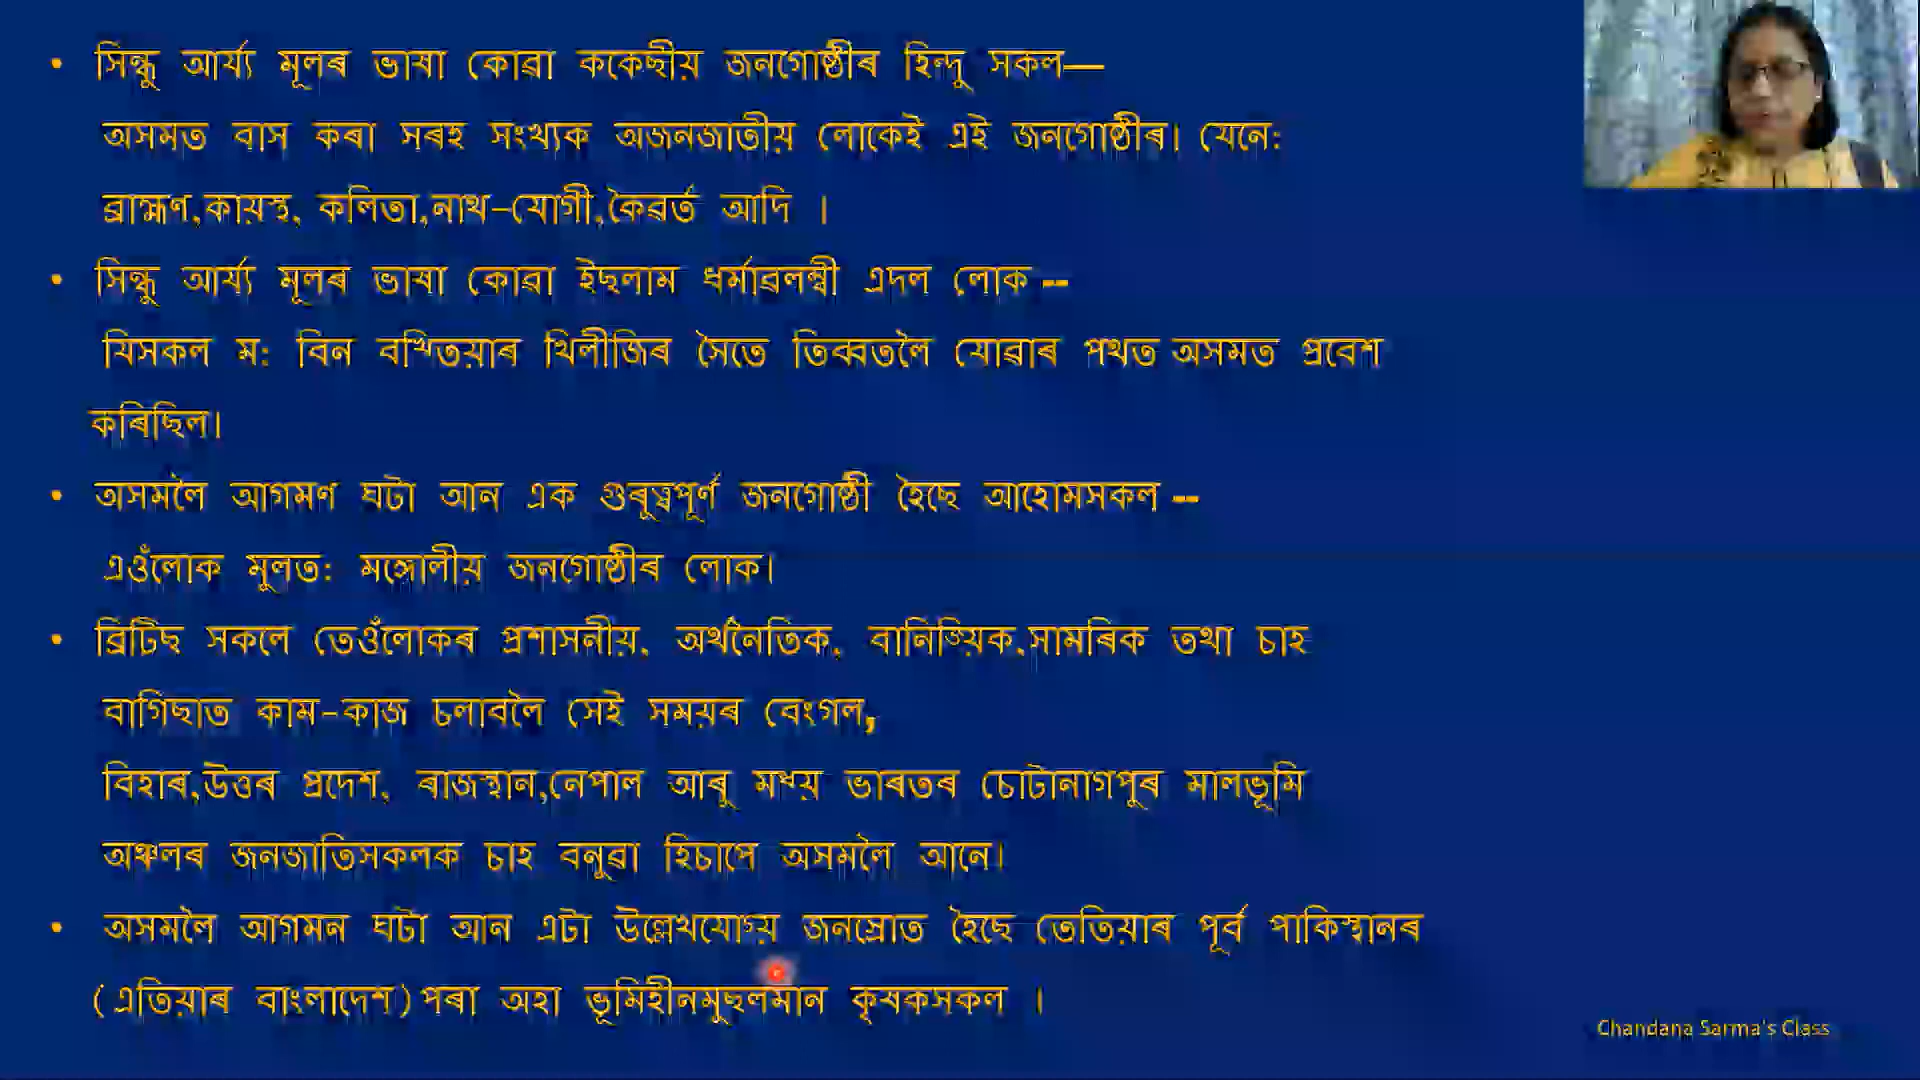 • সিন্ধু আৰ্য্য মূলৰ ভাষা কোৱা ককেছীয় জনগোষ্ঠীৰ হিন্দু সকল—
অসমত বাস কৰা সৰহ সংখ্যক অজনজাতীয় লোকেই এই জনগোষ্ঠীৰ। যেনে:
ব্ৰাহ্মণ,কায়স্থ, কলিতা,নাথ-যোগী,কৈৱৰ্ত আদি ।
• সিন্ধু আৰ্য্য মূলৰ ভাষা কোৱা ইছলাম ধৰ্মাৱলম্বী এদল লোক --
যিসকল ম: বিন বখিতয়াৰ খিলীজিৰ সৈতে তিব্বতলৈ যোৱাৰ পথত অসমত প্ৰবেশ
কৰিছিল।
• অসমলৈ আগমণ ঘটা আন এক গুৰূত্বপূৰ্ণ জনগোষ্ঠী হৈছে আহোমসকল --
এওঁলোক মূলত: মঙ্গোলীয় জনগোষ্ঠীৰ লোক।
• ব্ৰিটিছ সকলে তেওঁলোকৰ প্ৰশাসনীয়, অৰ্থনৈতিক, বানিজ্যিক,সামৰিক তথা চাহ
বাগিছাত কাম-কাজ চলাবলৈ সেই সময়ৰ বেংগল,
বিহাৰ,উত্তৰ প্ৰদেশ, ৰাজস্থান,নেপাল আৰূ মধ্য ভাৰতৰ চোটানাগপুৰ মালভূমি
অঞ্চলৰ জনজাতিসকলক চাহ বনুৱা হিচাপে অসমলৈ আনে।
• অসমলৈ আগমন ঘটা আন এটা উল্লেখযোগ্য জনস্ৰোত হৈছে তেতিয়াৰ পূৰ্ব পাকিস্থানৰ
(এতিয়াৰ বাংলাদেশ)পৰা অহা ভূমিহীনমুছলমান কৃষকসকল ।
Chandana Sarma's Class